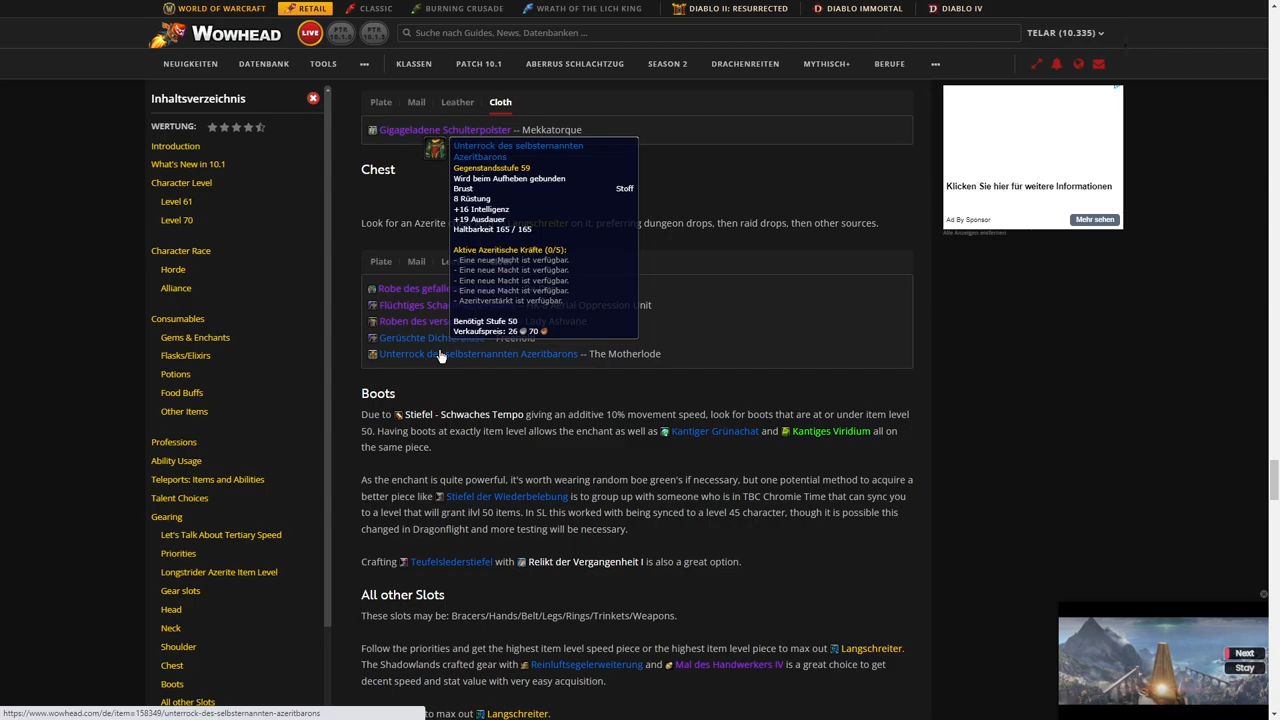 WORLD OF WARCRAFT RETAIL CLASSIC BURNING CRUSADE WRATH OF THE LICH KING DIABLO II: RESURRECTED DIABLO IMMORTAL DIABLO IV
WOWHEAD LIVE PTR 10.1.0 PTR 10.1.5 Suche nach Guides, News, Datenbanken ... TELAR (10.335)
NEUIGKEITEN DATENBANK TOOLS ••• KLASSEN PATCH 10.1 ABERRUS SCHLACHTZUG SEASON 2 DRACHENREITEN MYTHISCH+ BERUFE •••
Inhaltsverzeichnis
WERTUNG:
Introduction
What's New in 10.1
Character Level
Level 61
Level 70
Character Race
Horde
Alliance
Consumables
Gems & Enchants
Flasks/Elixirs
Potions
Food Buffs
Other Items
Professions
Ability Usage
Teleports: Items and Abilities
Talent Choices
Gearing
Let's Talk About Tertiary Speed
Priorities
Longstrider Azerite Item Level
Gear slots
Head
Neck
Shoulder
Chest
Boots
All other Slots
Plate Mail Leather Cloth
Gigageladene Schulterpolster -- Mekkatorque
Chest
Look for an Azerite
on it, preferring dungeon drops, then raid drops, then other sources.
Plate Mail
Robe des gefalle
Flüchtiges Scha
Aerial Oppression Unit
Roben des vers
Lady Ashvane
Gerüschte Dich
Freehold
Unterrock des selbsternannten Azeritbarons -- The Motherlode
Unterrock des selbsternannten
Azeritbarons
Gegenstandsstufe 59
Wird beim Aufheben gebunden
Brust Stoff
8 Rüstung
+16 Intelligenz
+19 Ausdauer
Haltbarkeit 165 / 165
Aktive Azeritische Kräfte (0/5):
- Eine neue Macht ist verfügbar.
- Eine neue Macht ist verfügbar.
- Eine neue Macht ist verfügbar.
- Eine neue Macht ist verfügbar.
- Azeritverstärkt ist verfügbar.
Benötigt Stufe 50
Verkaufspreis: 26 70
Boots
Due to Stiefel - Schwaches Tempo giving an additive 10% movement speed, look for boots that are at or under item level
50. Having boots at exactly item level allows the enchant as well as Kantiger Grünachat and Kantiges Viridium all on
the same piece.
As the enchant is quite powerful, it's worth wearing random boe green's if necessary, but one potential method to acquire a
better piece like Stiefel der Wiederbelebung is to group up with someone who is in TBC Chromie Time that can sync you
to a level that will grant ilvl 50 items. In SL this worked with being synced to a level 45 character, though it is possible this
changed in Dragonflight and more testing will be necessary.
Crafting Teufelslederstiefel with Relikt der Vergangenheit I is also a great option.
All other Slots
These slots may be: Bracers/Hands/Belt/Legs/Rings/Trinkets/Weapons.
Follow the priorities and get the highest item level speed piece or the highest item level piece to max out Langschreiter.
The Shadowlands crafted gear with Reinluftsegelerweiterung and Mal des Handwerkers IV is a great choice to get
decent speed and stat value with very easy acquisition.
to max out Langschreiter.
Klicken Sie hier für weitere Informationen
Ad By Sponsor Mehr sehen
Alle Anzeigen entfernen
Next
Stay
https://www.wowhead.com/de/item=158349/unterrock-des-selbsternannten-azeritbarons